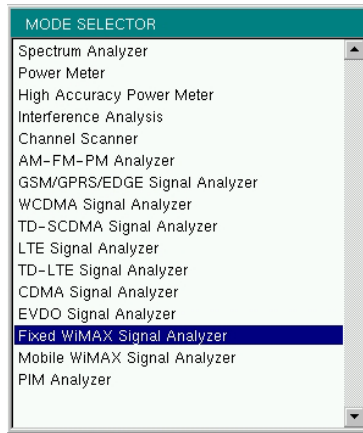 MODE SELECTOR
Spectrum Analyzer
Power Meter
High Accuracy Power Meter
Interference Analysis
Channel Scanner
AM-FM-PM Analyzer
GSM/GPRS/EDGE Signal Analyzer
WCDMA Signal Analyzer
TD-SCDMA Signal Analyzer
LTE Signal Analyzer
TD-LTE Signal Analyzer
CDMA Signal Analyzer
EVDO Signal Analyzer
Fixed WiMAX Signal Analyzer
Mobile WiMAX Signal Analyzer
PIM Analyzer